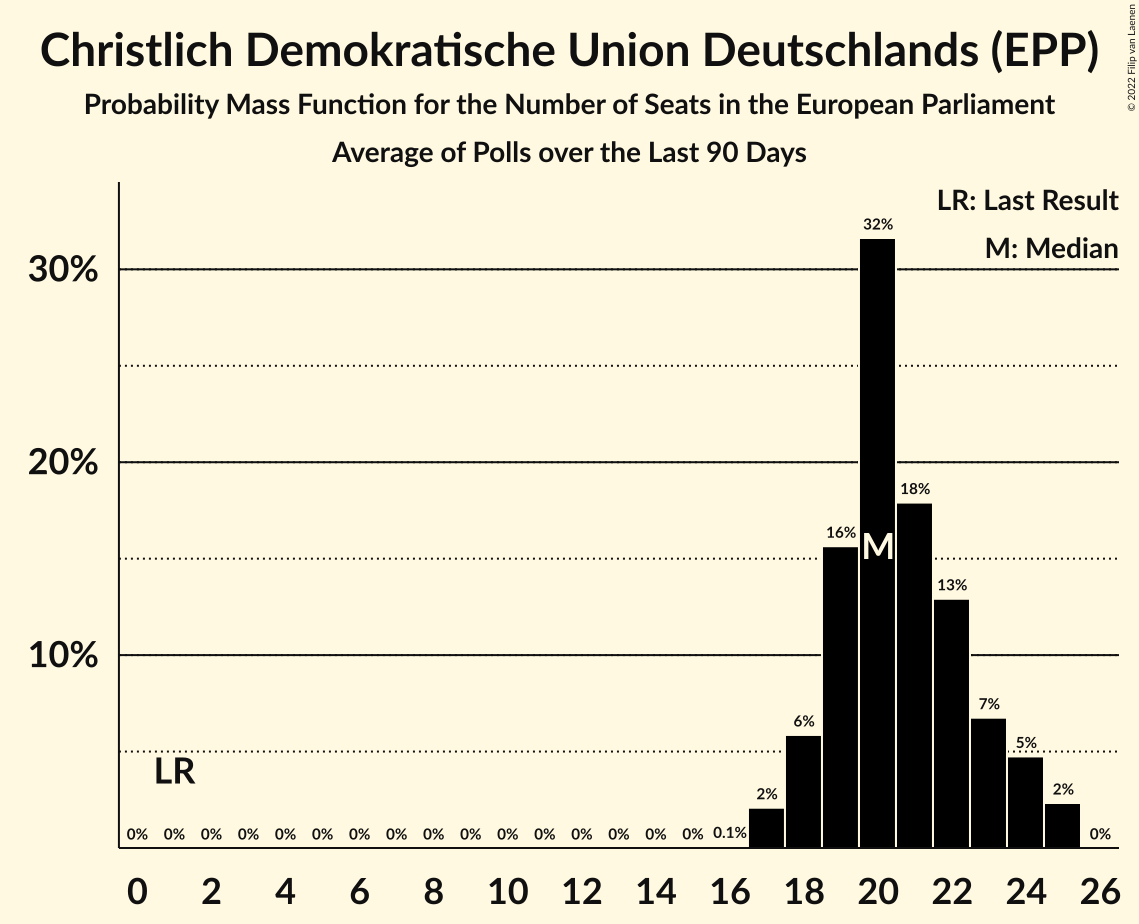 Christlich Demokratische Union Deutschlands (EPP)
Probability Mass Function for the Number of Seats in the European Parliament
Average of Polls over the Last 90 Days
© 2022 Filip van Laenen
LR: Last Result
M: Median
30%
20%
10%
32%
18%
16%
M
13%
7%
6%
5%
LR
2%
2%
0% 0% 0% 0% 0% 0% 0% 0% 0% 0% 0% 0% 0% 0% 0% 0% 0.1% 0%
0 2 4 6 8 10 12 14 16 18 20 22 24 26